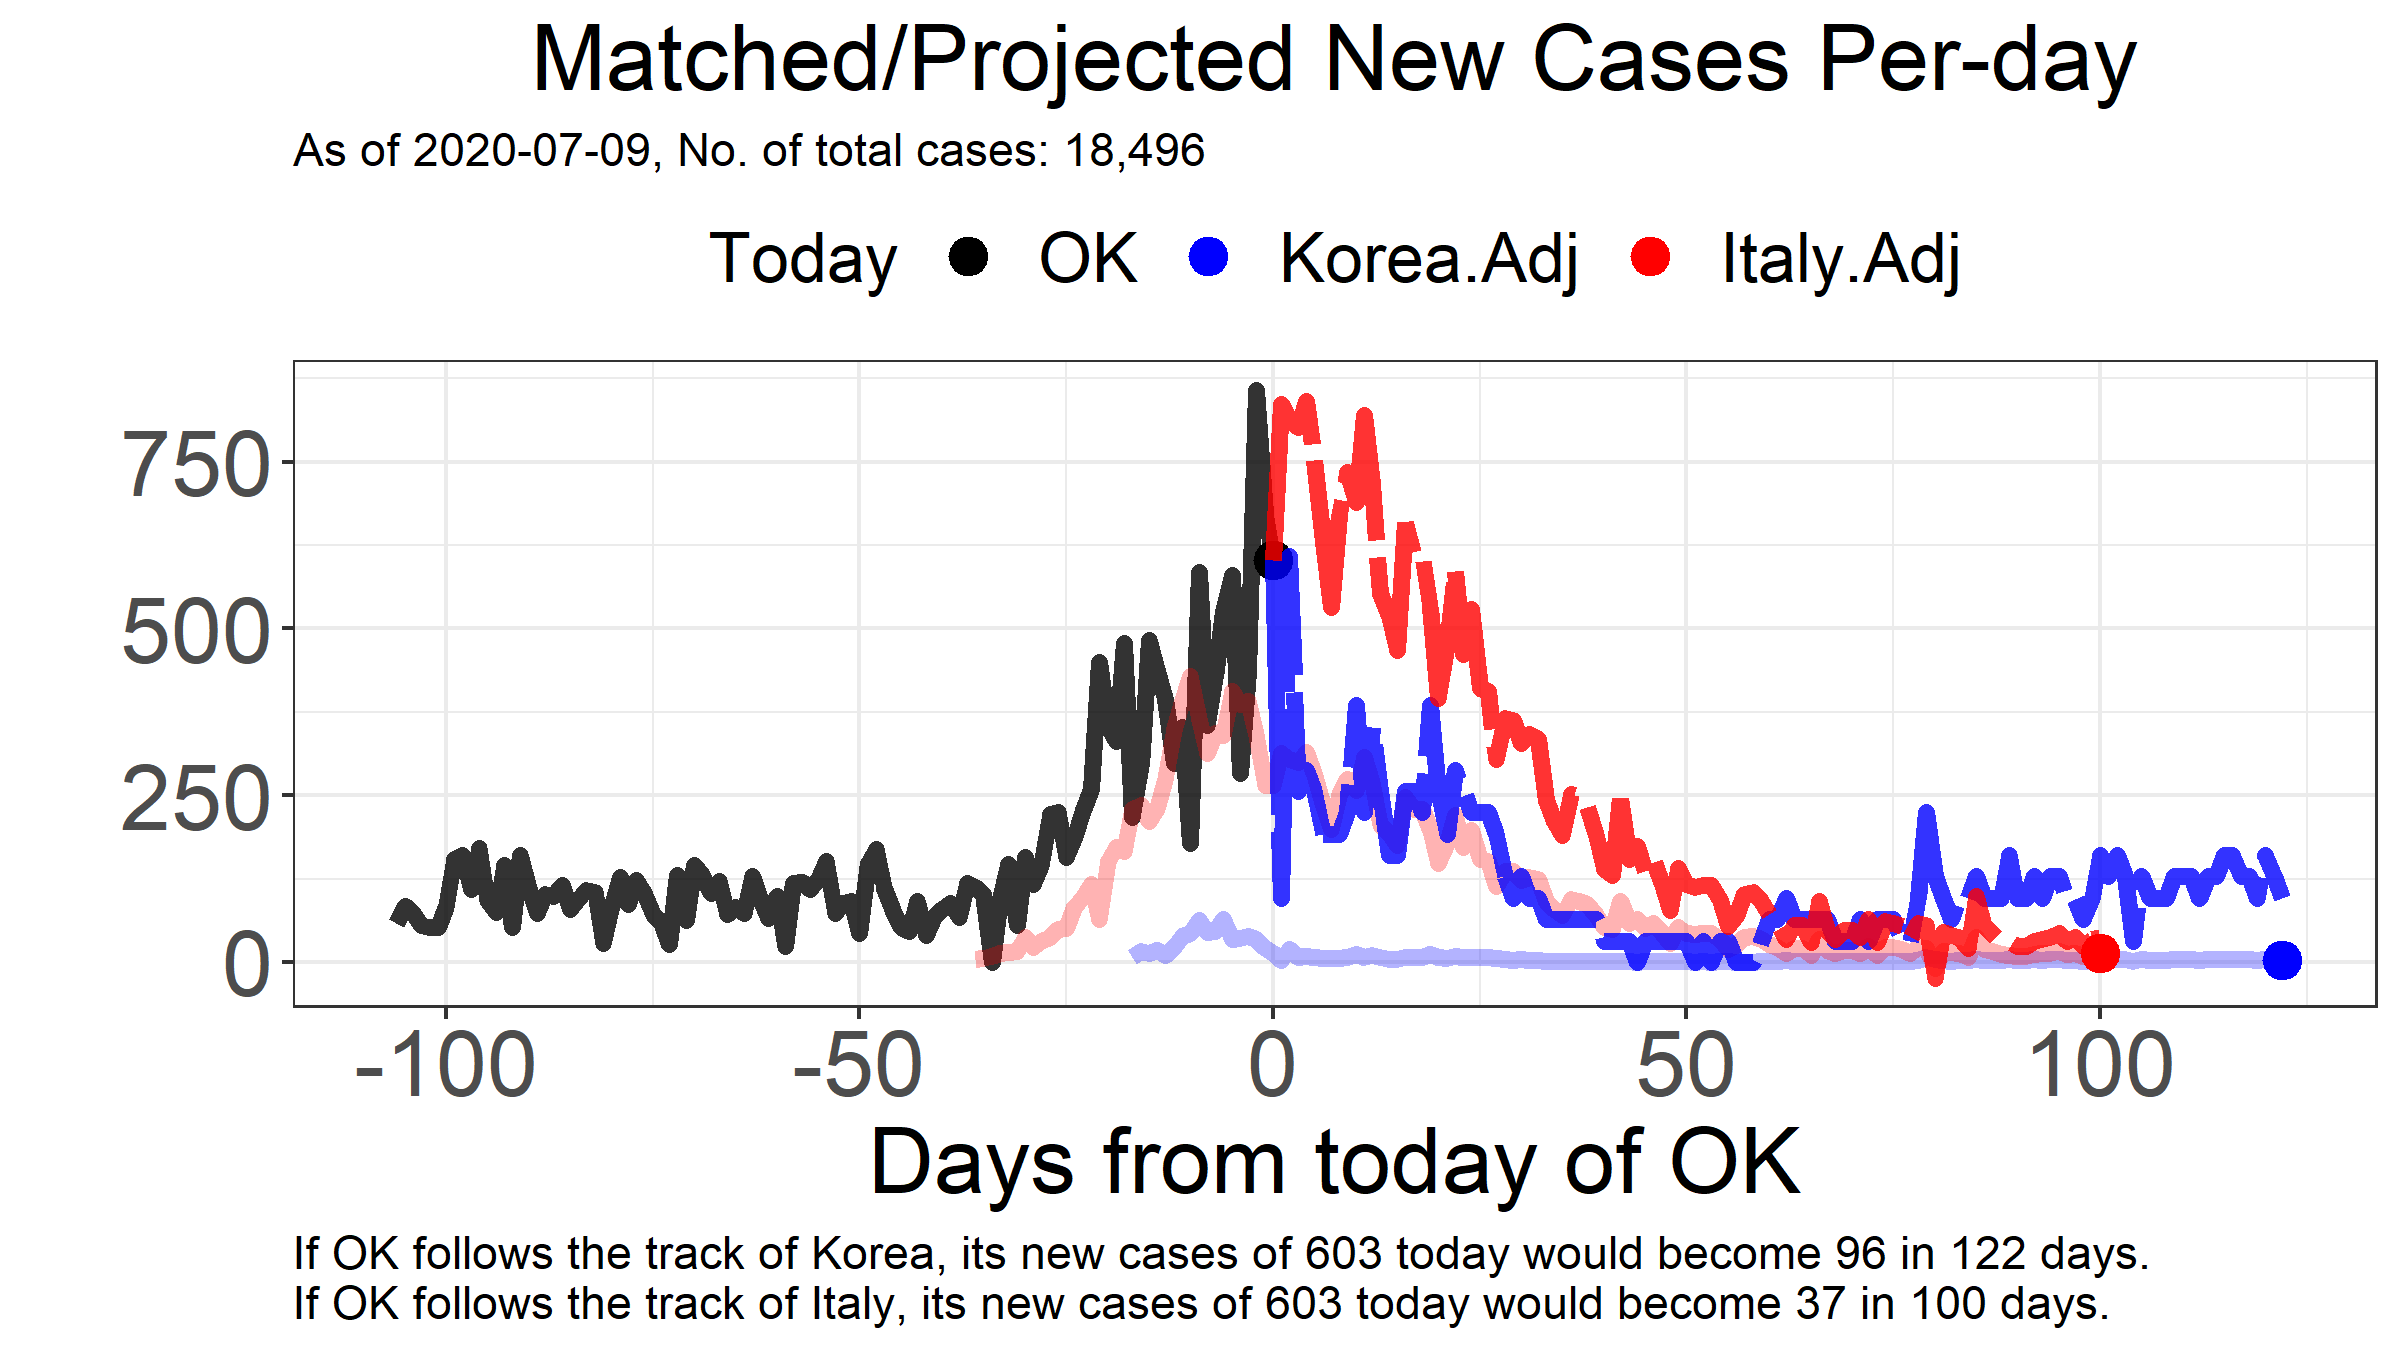 Matched/Projected New Cases Per-day
As of 2020-07-09, No. of total cases: 18,496
Today OK Korea.Adj Italy.Adj
750
500
250
0
-100 -50 0 50 100
Days from today of OK
If OK follows the track of Korea, its new cases of 603 today would become 96 in 122 days.
If OK follows the track of Italy, its new cases of 603 today would become 37 in 100 days.